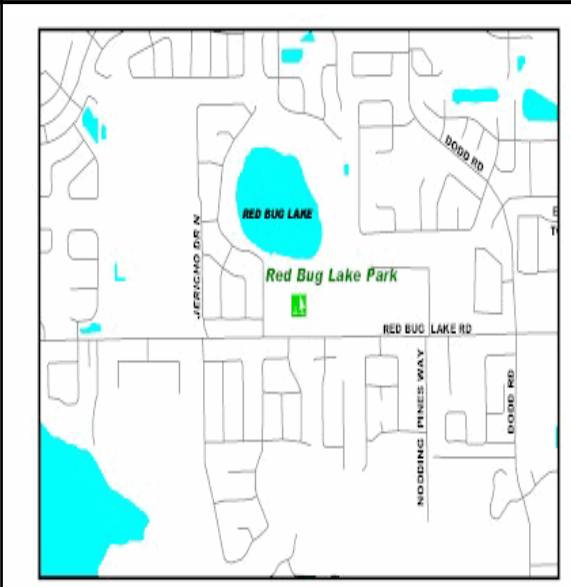 DODD RD
RED BUG LAKE
JERICHO DR N
Red Bug Lake Park
RED BUG LAKE RD
NODDING PINES WAY
DODD RD